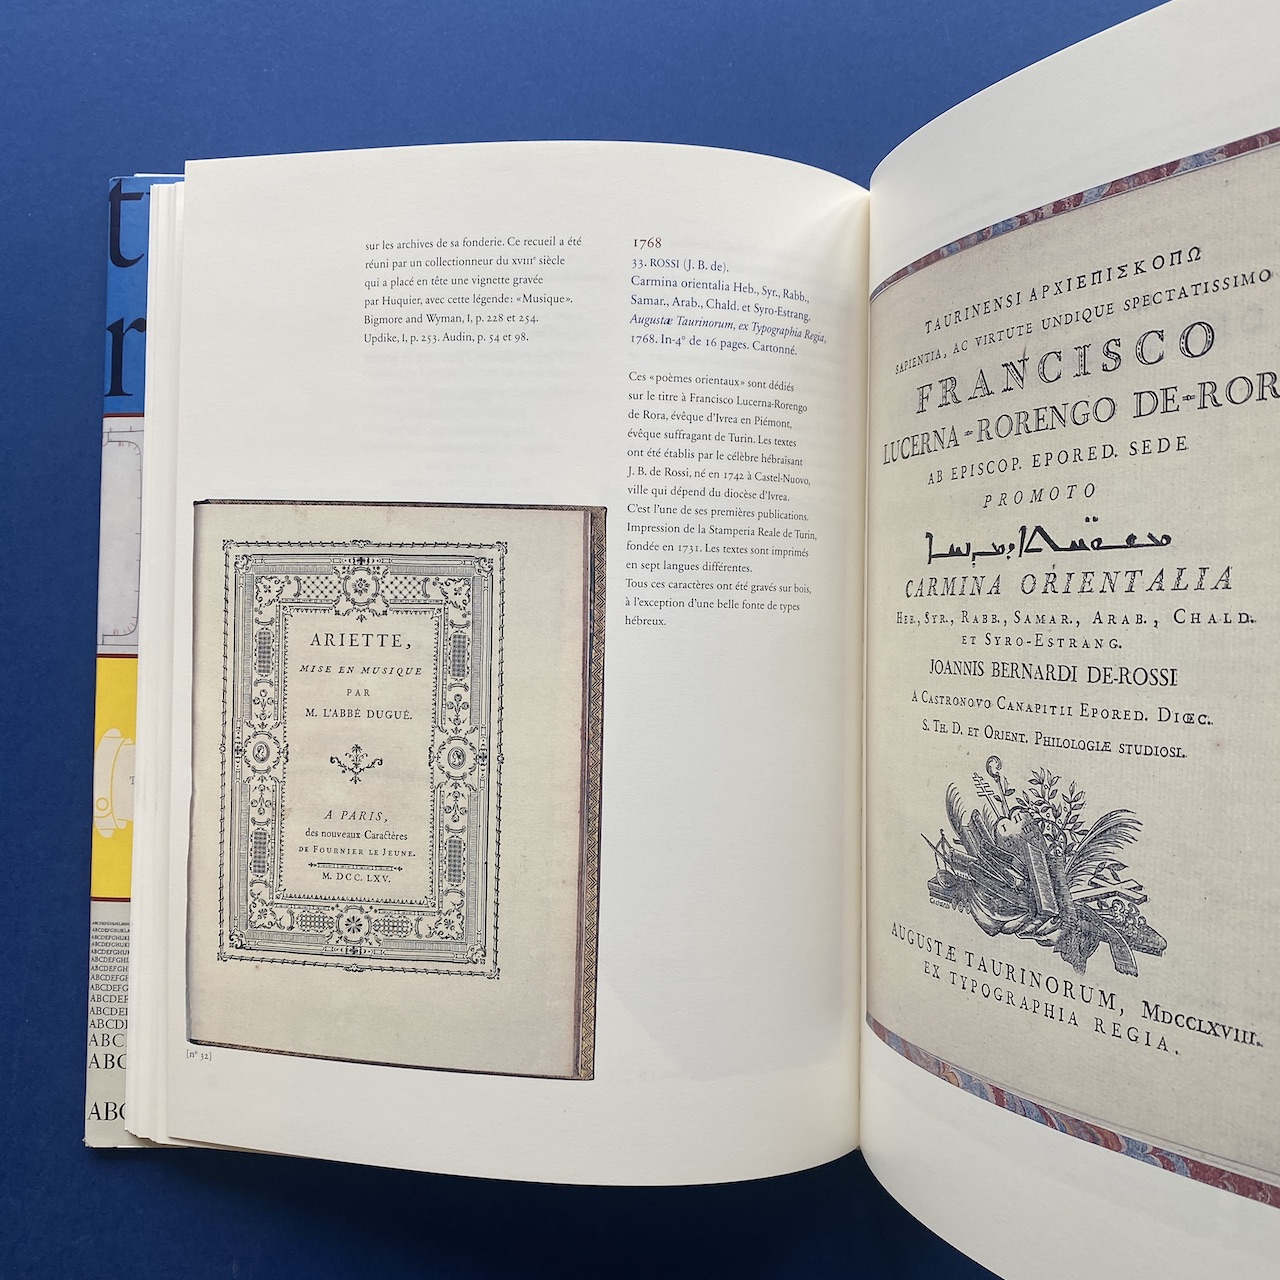 sur les archives de sa fonderie. Ce recueil a été
réuni par un collectionneur du XVIIIe siècle
qui a placé en tête une vignette gravée
par Huquier, avec cette légende: «Musique».
Bigmore and Wyman, I, p. 228 et 254.
Updike, I, p. 253. Audin, p. 54 et 98.
ARIETTE,
MISE EN MUSIQUE
PAR
M. L'ABBÉ DUGUÉ.
A PARIS,
des nouveaux Caractères
DE FOURNIER LE JEUNE.
M. DCC. LXV.
[nº 32]
1768
33. ROSSI (J. B. de).
Carmina orientalia Heb., Syr., Rabb.,
Samar., Arab., Chald. et Syro-Estrang.
Augustæ Taurinorum, ex Typographia Regia,
1768. In-4º de 16 pages. Cartonné.
Ces «poèmes orientaux» sont dédiés
sur le titre à Francisco Lucerna-Rorengo
de Rora, évêque d'Ivrea en Piémont,
évêque suffragant de Turin. Les textes
ont été établis par le célèbre hébraïsant
J. B. de Rossi, né en 1742 à Castel-Nuovo,
ville qui dépend du diocèse d'Ivrea.
C'est l'une de ses premières publications.
Impression de la Stamperia Reale de Turin,
fondée en 1731. Les textes sont imprimés
en sept langues différentes.
Tous ces caractères ont été gravés sur bois,
à l'exception d'une belle fonte de types
hébreux.
TAURINENSI ΑΡΧΙΕΠΙΣΚΟΠΩ
SAPIENTIA, AC VIRTUTE UNDIQUE SPECTATISSIMO
FRANCISCO
LUCERNA-RORENGO DE-ROR
AB EPISCOP. EPORED. SEDE
PROMOTO
CARMINA ORIENTALIA
HEB., SYR., RABB., SAMAR., ARAB., CHALD.
ET SYRO-ESTRANG.
JOANNIS BERNARDI DE-ROSSI
A CASTRONOVO CANAPITII EPORED. DIŒC.
S. TH. D. ET ORIENT. PHILOLOGIÆ STUDIOSI.
AUGUSTÆ TAURINORUM, MDCCLXVIII.
EX TYPOGRAPHIA REGIA.